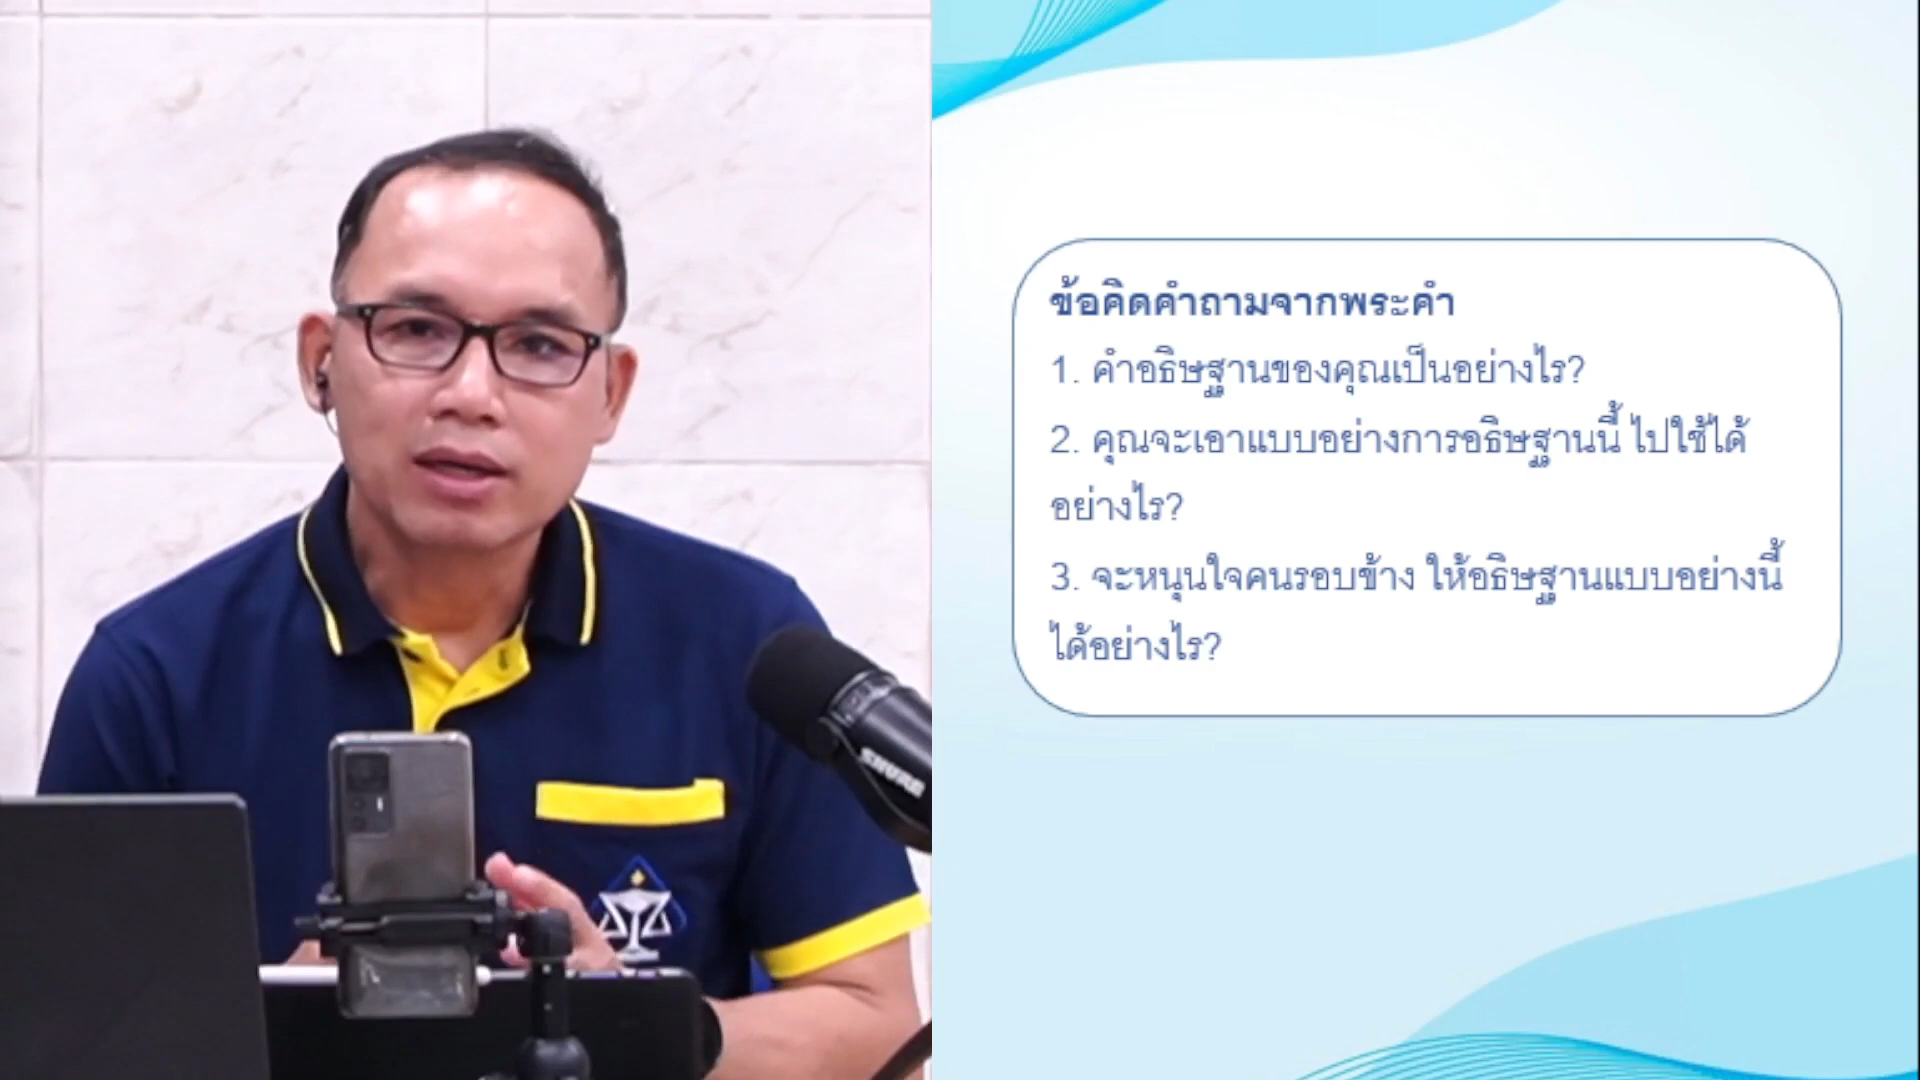 ข้อคิดคำถามจากพระคำ
1. คำอธิษฐานของคุณเป็นอย่างไร?
2. คุณจะเอาแบบอย่างการอธิษฐานนี้ ไปใช้ได้
อย่างไร?
3. จะหนุนใจคนรอบข้าง ให้อธิษฐานแบบอย่างนี้
ได้อย่างไร?
SHURE